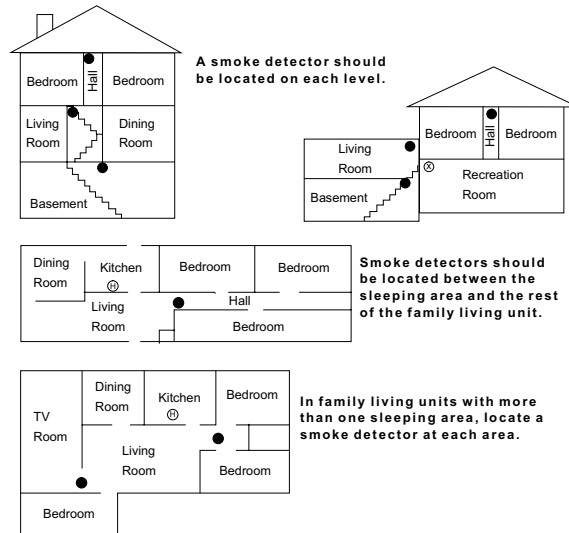 A smoke detector should
be located on each level.
Bedroom
Hall
Bedroom
Living
Room
Dining
Room
Basement
Bedroom
Hall
Bedroom
Living
Room
X
Recreation
Room
Basement
Dining
Room
Kitchen
H
Bedroom
Bedroom
Living
Room
Hall
Bedroom
Smoke detectors should
be located between the
sleeping area and the rest
of the family living unit.
TV
Room
Dining
Room
Kitchen
H
Bedroom
Living
Room
Bedroom
Bedroom
In family living units with more
than one sleeping area, locate a
smoke detector at each area.